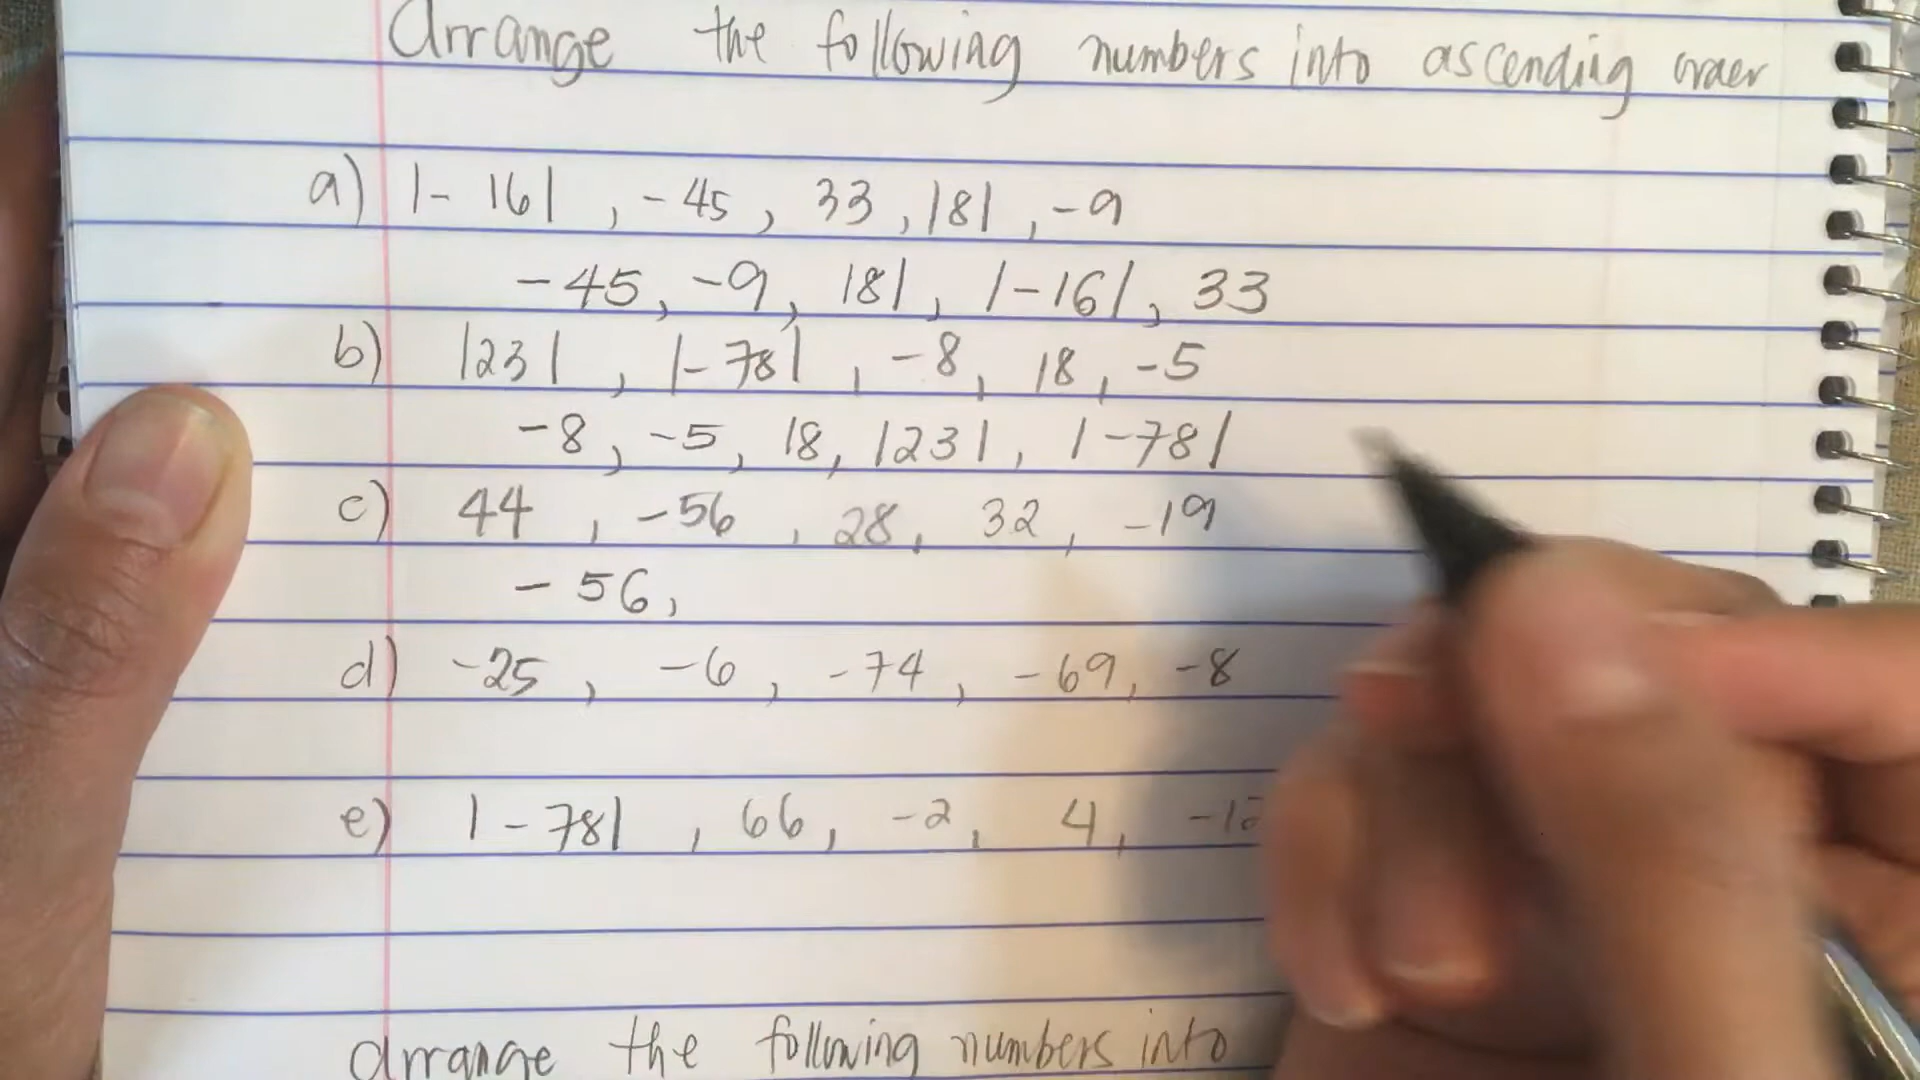 Arrange the following numbers into ascending order
a) |-16| , -45, 33, |8|, -9
-45, -9, |8|, |-16|, 33
b) |23| , |-78| , -8, 18, -5
-8, -5, 18, |23|, |-78|
c) 44 , -56 , 28, 32, -19
-56,
d) -25, -6, -74, -69, -8
e) |-78| , 66, -2, 4,
arrange the following numbers into